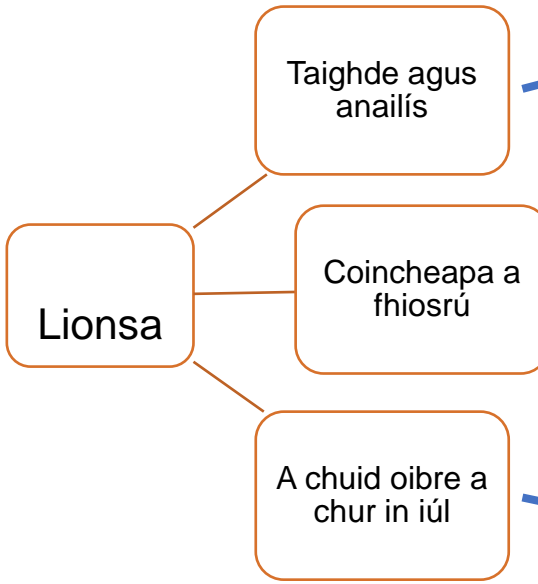 Taighde agus
anailís
Lionsa
Coincheapa a
fhiosrú
A chuid oibre a
chur in iúl